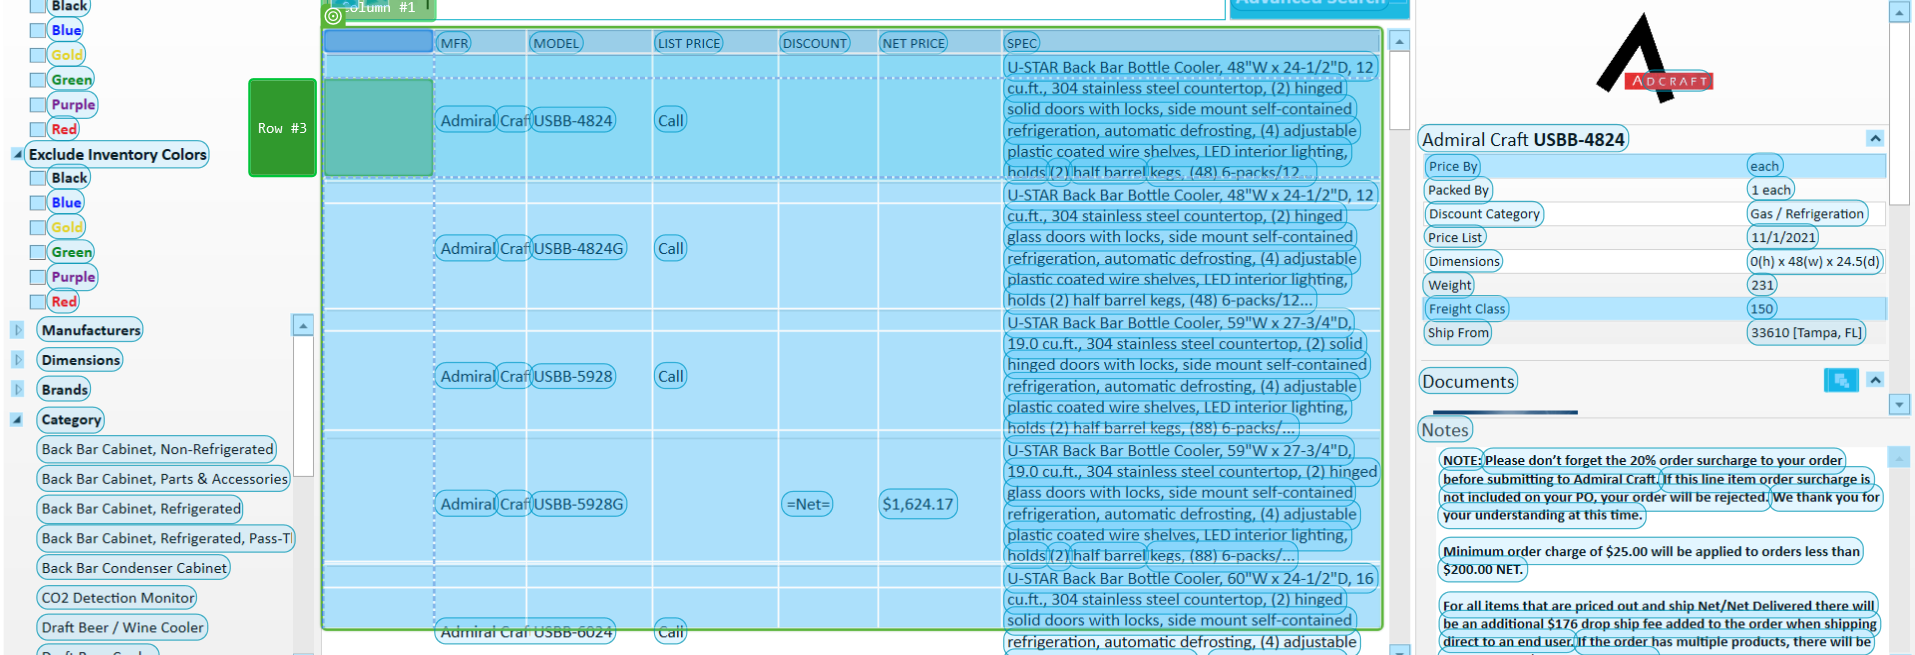 Column #1
Advanced Search
Black
Blue
Gold
Green
Purple
Red
Exclude Inventory Colors
Black
Blue
Gold
Green
Purple
Red
Manufacturers
Dimensions
Brands
Category
Back Bar Cabinet, Non-Refrigerated
Back Bar Cabinet, Parts & Accessories
Back Bar Cabinet, Refrigerated
Back Bar Cabinet, Refrigerated, Pass-T
Back Bar Condenser Cabinet
CO2 Detection Monitor
Draft Beer / Wine Cooler
Row #3
MFR MODEL LIST PRICE DISCOUNT NET PRICE SPEC
Admiral Craf USBB-4824 Call
U-STAR Back Bar Bottle Cooler, 48"W x 24-1/2"D, 12
cu.ft., 304 stainless steel countertop, (2) hinged
solid doors with locks, side mount self-contained
refrigeration, automatic defrosting, (4) adjustable
plastic coated wire shelves, LED interior lighting,
holds (2) half barrel kegs, (48) 6-packs/12...
Admiral Craf USBB-4824G Call
U-STAR Back Bar Bottle Cooler, 48"W x 24-1/2"D, 12
cu.ft., 304 stainless steel countertop, (2) hinged
glass doors with locks, side mount self-contained
refrigeration, automatic defrosting, (4) adjustable
plastic coated wire shelves, LED interior lighting,
holds (2) half barrel kegs, (48) 6-packs/12...
Admiral Craf USBB-5928 Call
U-STAR Back Bar Bottle Cooler, 59"W x 27-3/4"D,
19.0 cu.ft., 304 stainless steel countertop, (2) solid
hinged doors with locks, side mount self-contained
refrigeration, automatic defrosting, (4) adjustable
plastic coated wire shelves, LED interior lighting,
holds (2) half barrel kegs, (88) 6-packs/...
Admiral Craf USBB-5928G =Net= $1,624.17
U-STAR Back Bar Bottle Cooler, 59"W x 27-3/4"D,
19.0 cu.ft., 304 stainless steel countertop, (2) hinged
glass doors with locks, side mount self-contained
refrigeration, automatic defrosting, (4) adjustable
plastic coated wire shelves, LED interior lighting,
holds (2) half barrel kegs, (88) 6-packs/...
Admiral Craf USBB-6024 Call
U-STAR Back Bar Bottle Cooler, 60"W x 24-1/2"D, 16
cu.ft., 304 stainless steel countertop, (2) hinged
solid doors with locks, side mount self-contained
refrigeration, automatic defrosting, (4) adjustable
ADCRAFT
Admiral Craft USBB-4824
Price By each
Packed By 1 each
Discount Category Gas / Refrigeration
Price List 11/1/2021
Dimensions 0(h) x 48(w) x 24.5(d)
Weight 231
Freight Class 150
Ship From 33610 [Tampa, FL]
Documents
Notes
NOTE: Please don't forget the 20% order surcharge to your order
before submitting to Admiral Craft. If this line item order surcharge is
not included on your PO, your order will be rejected. We thank you for
your understanding at this time.
Minimum order charge of $25.00 will be applied to orders less than
$200.00 NET.
For all items that are priced out and ship Net/Net Delivered there will
be an additional $176 drop ship fee added to the order when shipping
direct to an end user. If the order has multiple products, there will be